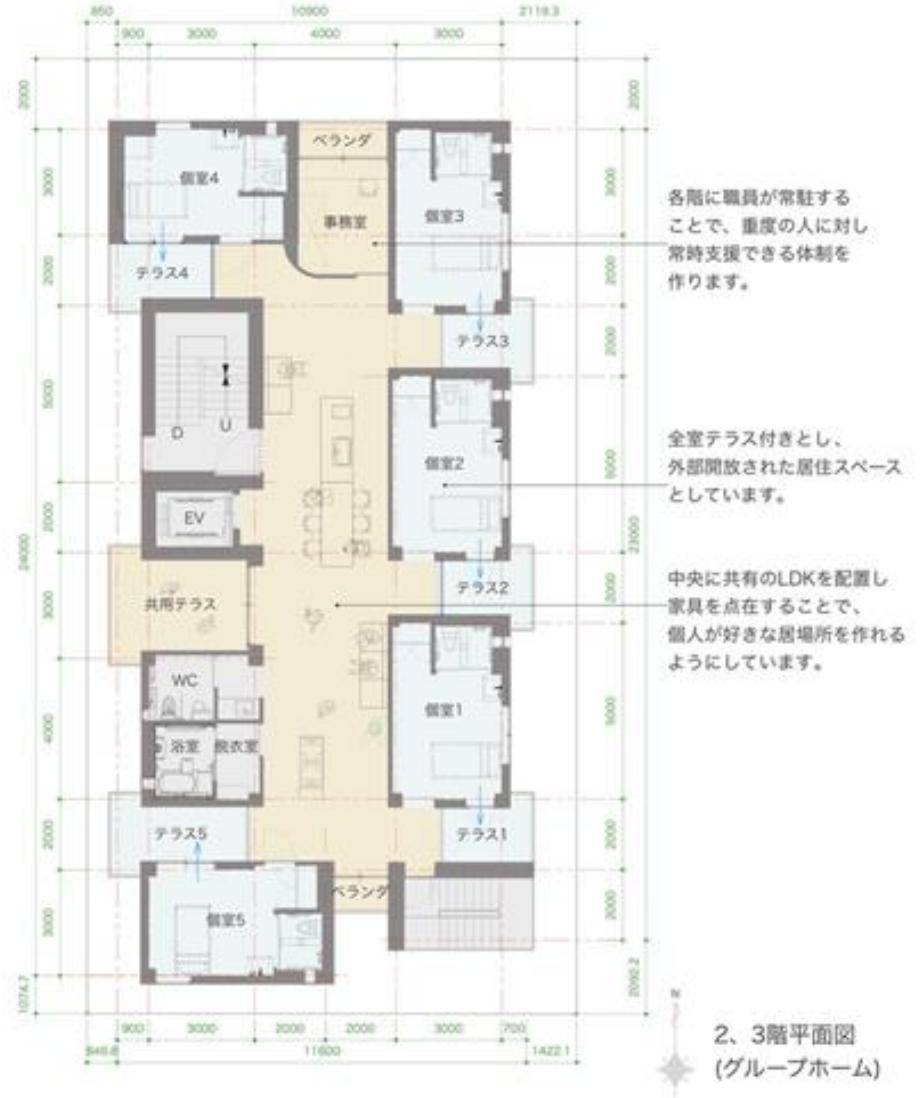 850
10900
2119.3
900
3000
4000
3000
2000
2000
ベランダ
3000
個室4
個室3
3000
事務室
各階に職員が常駐する
ことで、重度の人に対し
常時支援できる体制を
作ります。
2000
テラス4
2000
テラス3
2000
5000
D
U
個室2
5000
全室テラス付きとし、
外部開放された居住スペース
としています。
2000
EV
24000
23000
3000
共用テラス
テラス2
2000
中央に共有のLDKを配置し
家具を点在することで、
個人が好きな居場所を作れる
ようにしています。
WC
個室1
5000
4000
浴室
脱衣室
2000
テラス5
テラス1
2000
ベランダ
2000
3000
個室5
1074.7
2092.2
N
900
3000
2000
2000
3000
700
2、3階平面図
846.8
11600
1422.1
(グループホーム)